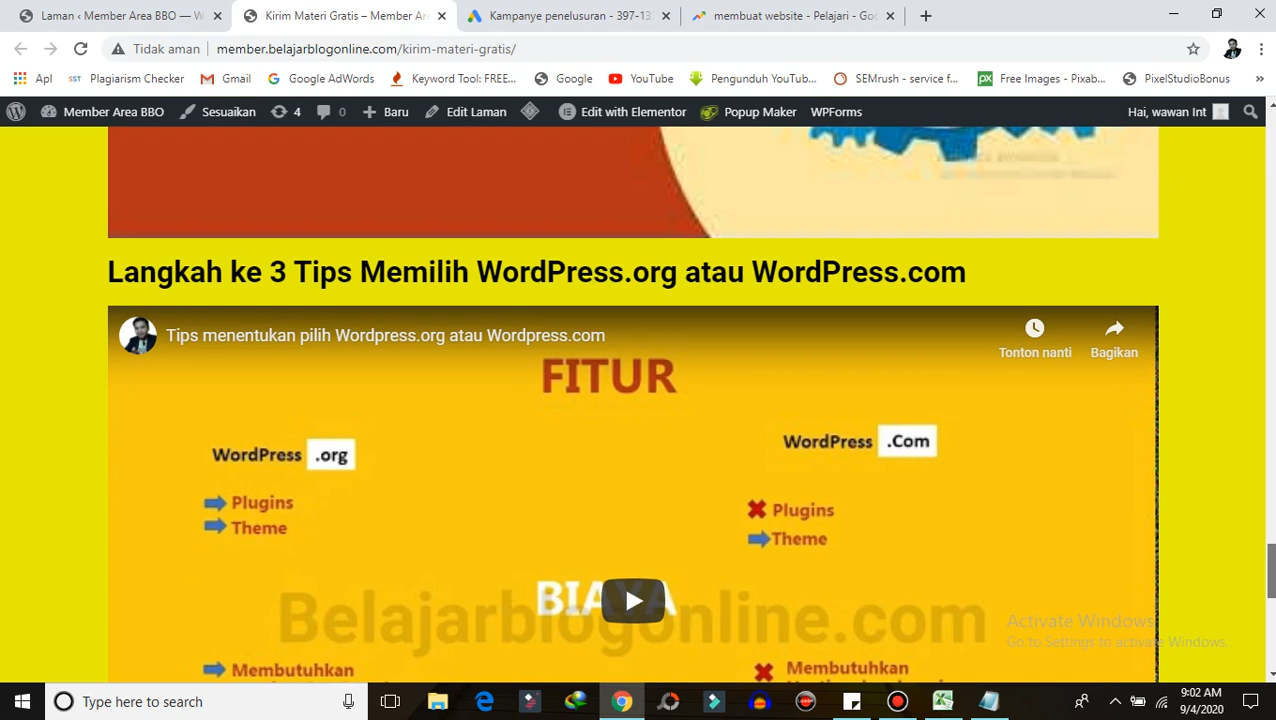 Laman ‹ Member Area BBO — W
Kirim Materi Gratis – Member Ar
Kampanye penelusuran - 397-13
membuat website - Pelajari - Goo
Tidak aman
member.belajarblogonline.com/kirim-materi-gratis/
Apl
SST Plagiarism Checker
Gmail
Google AdWords
Keyword Tool: FREE...
Google
YouTube
Pengunduh YouTub...
SEMrush - service f...
px Free Images - Pixab...
PixelStudioBonus
»
Member Area BBO
Sesuaikan
4
0
Baru
Edit Laman
Edit with Elementor
Popup Maker
WPForms
Hai, wawan Int
Langkah ke 3 Tips Memilih WordPress.org atau WordPress.com
Tips menentukan pilih Wordpress.org atau Wordpress.com
Tonton nanti
Bagikan
FITUR
WordPress .org
WordPress .Com
Plugins
Theme
Plugins
Theme
BIAYA
Belajarblogonline.com
Membutuhkan
Membutuhkan
Activate Windows
Go to Settings to activate Windows.
Type here to search
9:02 AM
9/4/2020